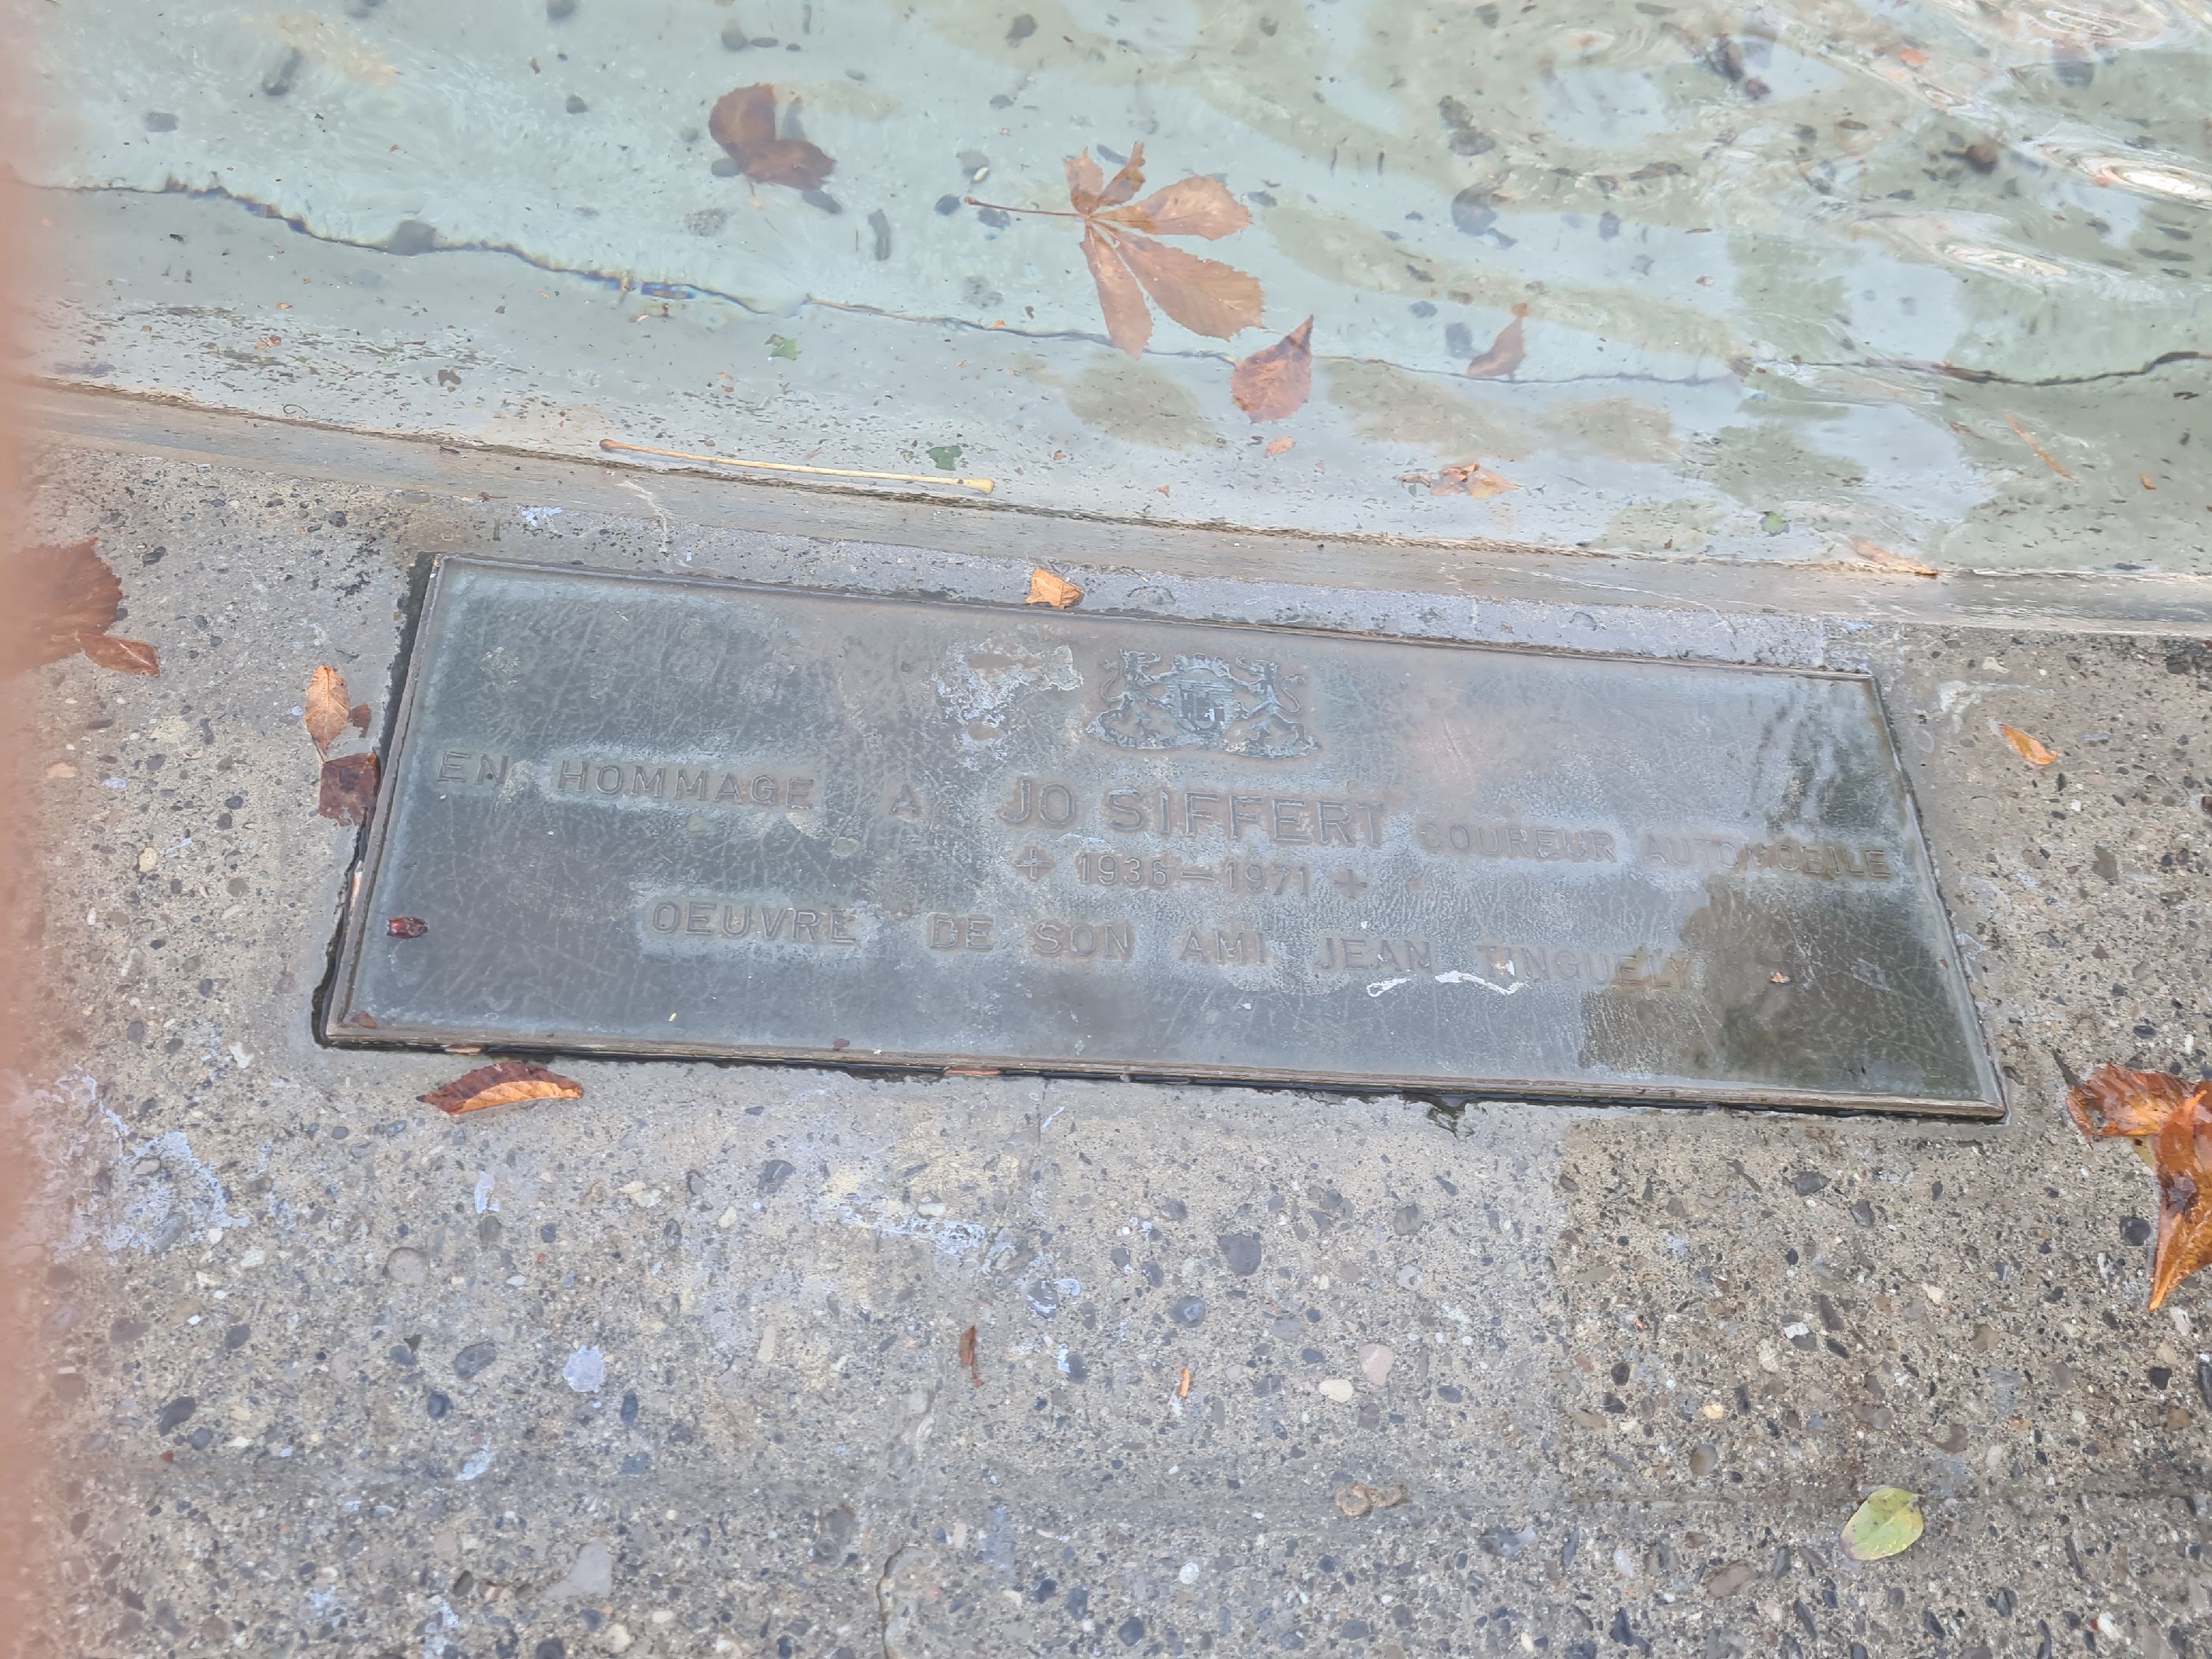 EN HOMMAGE A JO SIFFERT COUREUR AUTOMOBILE
+ 1936-1971 +
OEUVRE DE SON AMI JEAN TINGUELY